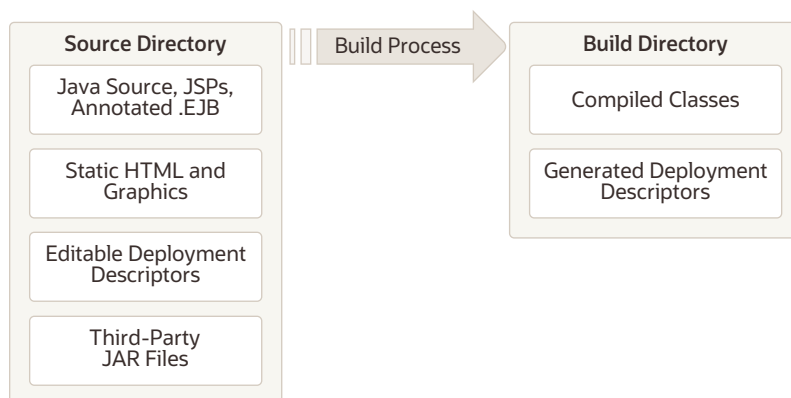 Source Directory
Java Source, JSPs,
Annotated .EJB
Static HTML and
Graphics
Editable Deployment
Descriptors
Third-Party
JAR Files
Build Process
Build Directory
Compiled Classes
Generated Deployment
Descriptors